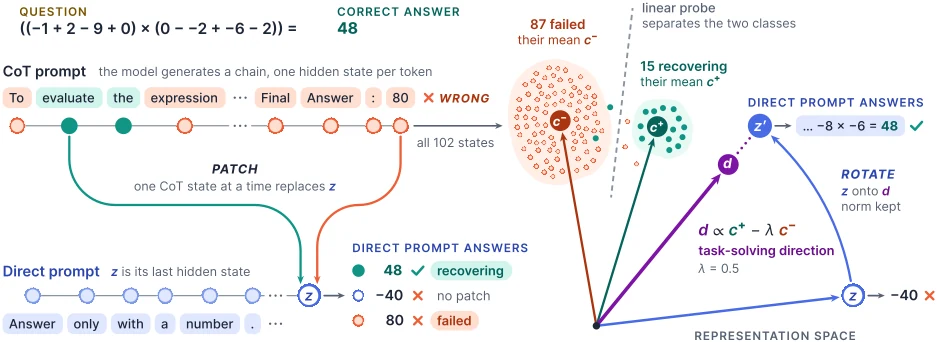 QUESTION
((−1 + 2 − 9 + 0) × (0 − −2 + −6 − 2)) =
CORRECT ANSWER
48
CoT prompt the model generates a chain, one hidden state per token
To evaluate the expression ··· Final Answer : 80 ✕ WRONG
all 102 states
PATCH
one CoT state at a time replaces z
Direct prompt z is its last hidden state
··· z
Answer only with a number . ···
DIRECT PROMPT ANSWERS
48 ✓ recovering
−40 ✕ no patch
80 ✕ failed
87 failed
their mean c⁻
linear probe
separates the two classes
15 recovering
their mean c⁺
c⁻
c⁺
DIRECT PROMPT ANSWERS
z′ ... −8 × −6 = 48 ✓
d
ROTATE
z onto d
norm kept
d ∝ c⁺ − λ c⁻
task-solving direction
λ = 0.5
z −40 ✕
REPRESENTATION SPACE